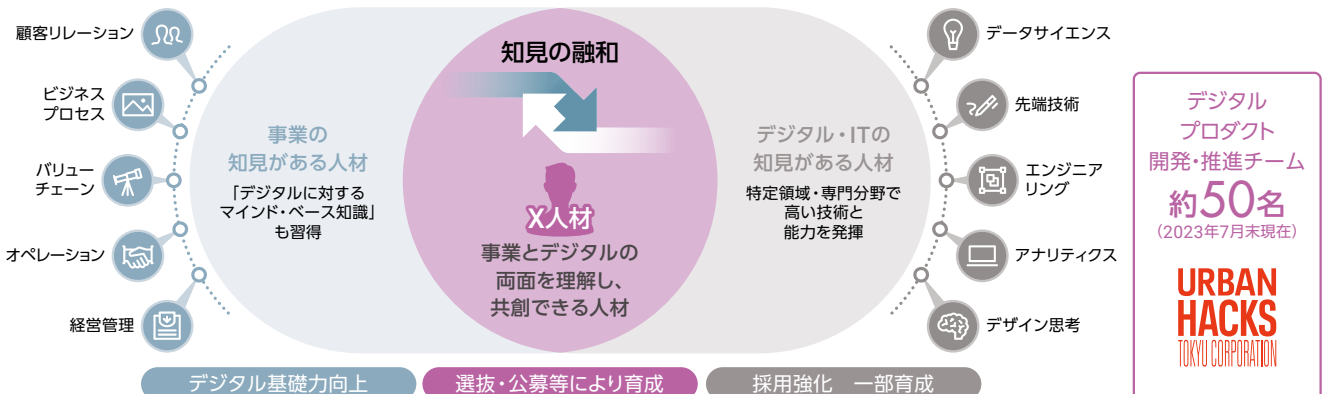 顧客リレーション
ビジネス
プロセス
バリュー
チェーン
オペレーション
経営管理
事業の
知見がある人材
「デジタルに対する
マインド・ベース知識」
も習得
知見の融和
X人材
事業とデジタルの
両面を理解し、
共創できる人材
デジタル・ITの
知見がある人材
特定領域・専門分野で
高い技術と
能力を発揮
データサイエンス
先端技術
エンジニア
リング
アナリティクス
デザイン思考
デジタル基礎力向上
選抜・公募等により育成
採用強化　一部育成
デジタル
プロダクト
開発・推進チーム
約50名
(2023年7月末現在)
URBAN
HACKS
TOKYU CORPORATION